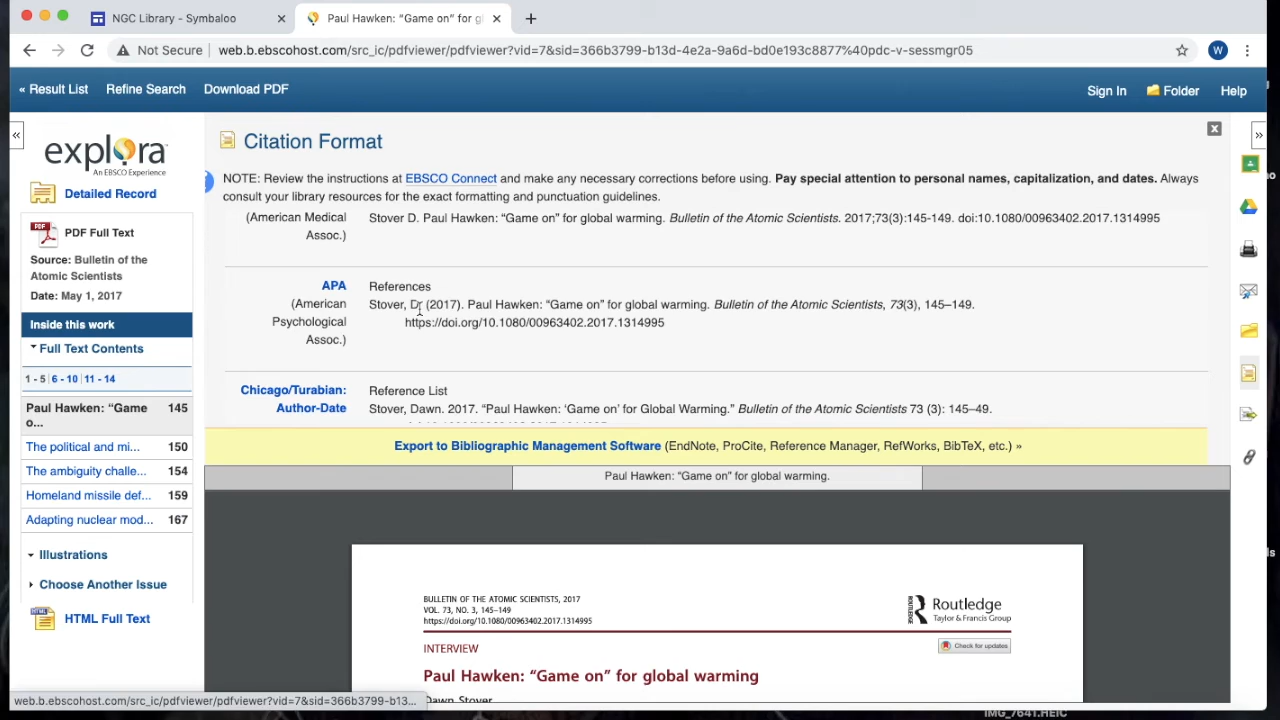 NGC Library - Symbaloo
Paul Hawken: “Game on” for g
Not Secure
web.b.ebscohost.com/src_ic/pdfviewer/pdfviewer?vid=7&sid=366b3799-b13d-4e2a-9a6d-bd0e193c8877%40pdc-v-sessmgr05
W
« Result List Refine Search Download PDF
Sign In Folder Help
explora
An EBSCO Experience
Detailed Record
PDF Full Text
Source: Bulletin of the
Atomic Scientists
Date: May 1, 2017
Inside this work
Full Text Contents
1 - 5 6 - 10 11 - 14
Paul Hawken: “Game 145
o...
The political and mi... 150
The ambiguity challe... 154
Homeland missile def... 159
Adapting nuclear mod... 167
Illustrations
Choose Another Issue
HTML Full Text
Citation Format
NOTE: Review the instructions at EBSCO Connect and make any necessary corrections before using. Pay special attention to personal names, capitalization, and dates. Always
consult your library resources for the exact formatting and punctuation guidelines.
(American Medical
Assoc.)
Stover D. Paul Hawken: “Game on” for global warming. Bulletin of the Atomic Scientists. 2017;73(3):145-149. doi:10.1080/00963402.2017.1314995
APA
(American
Psychological
Assoc.)
References
Stover, D. (2017). Paul Hawken: “Game on” for global warming. Bulletin of the Atomic Scientists, 73(3), 145–149.
https://doi.org/10.1080/00963402.2017.1314995
Chicago/Turabian:
Author-Date
Reference List
Stover, Dawn. 2017. “Paul Hawken: ‘Game on’ for Global Warming.” Bulletin of the Atomic Scientists 73 (3): 145–49.
Export to Bibliographic Management Software (EndNote, ProCite, Reference Manager, RefWorks, BibTeX, etc.) »
Paul Hawken: “Game on” for global warming.
BULLETIN OF THE ATOMIC SCIENTISTS, 2017
VOL. 73, NO. 3, 145–149
https://doi.org/10.1080/00963402.2017.1314995
Routledge
Taylor & Francis Group
Check for updates
INTERVIEW
Paul Hawken: “Game on” for global warming
Dawn Stover
web.b.ebscohost.com/src_ic/pdfviewer/pdfviewer?vid=7&sid=366b3799-b13...
IMG_7641.HEIC